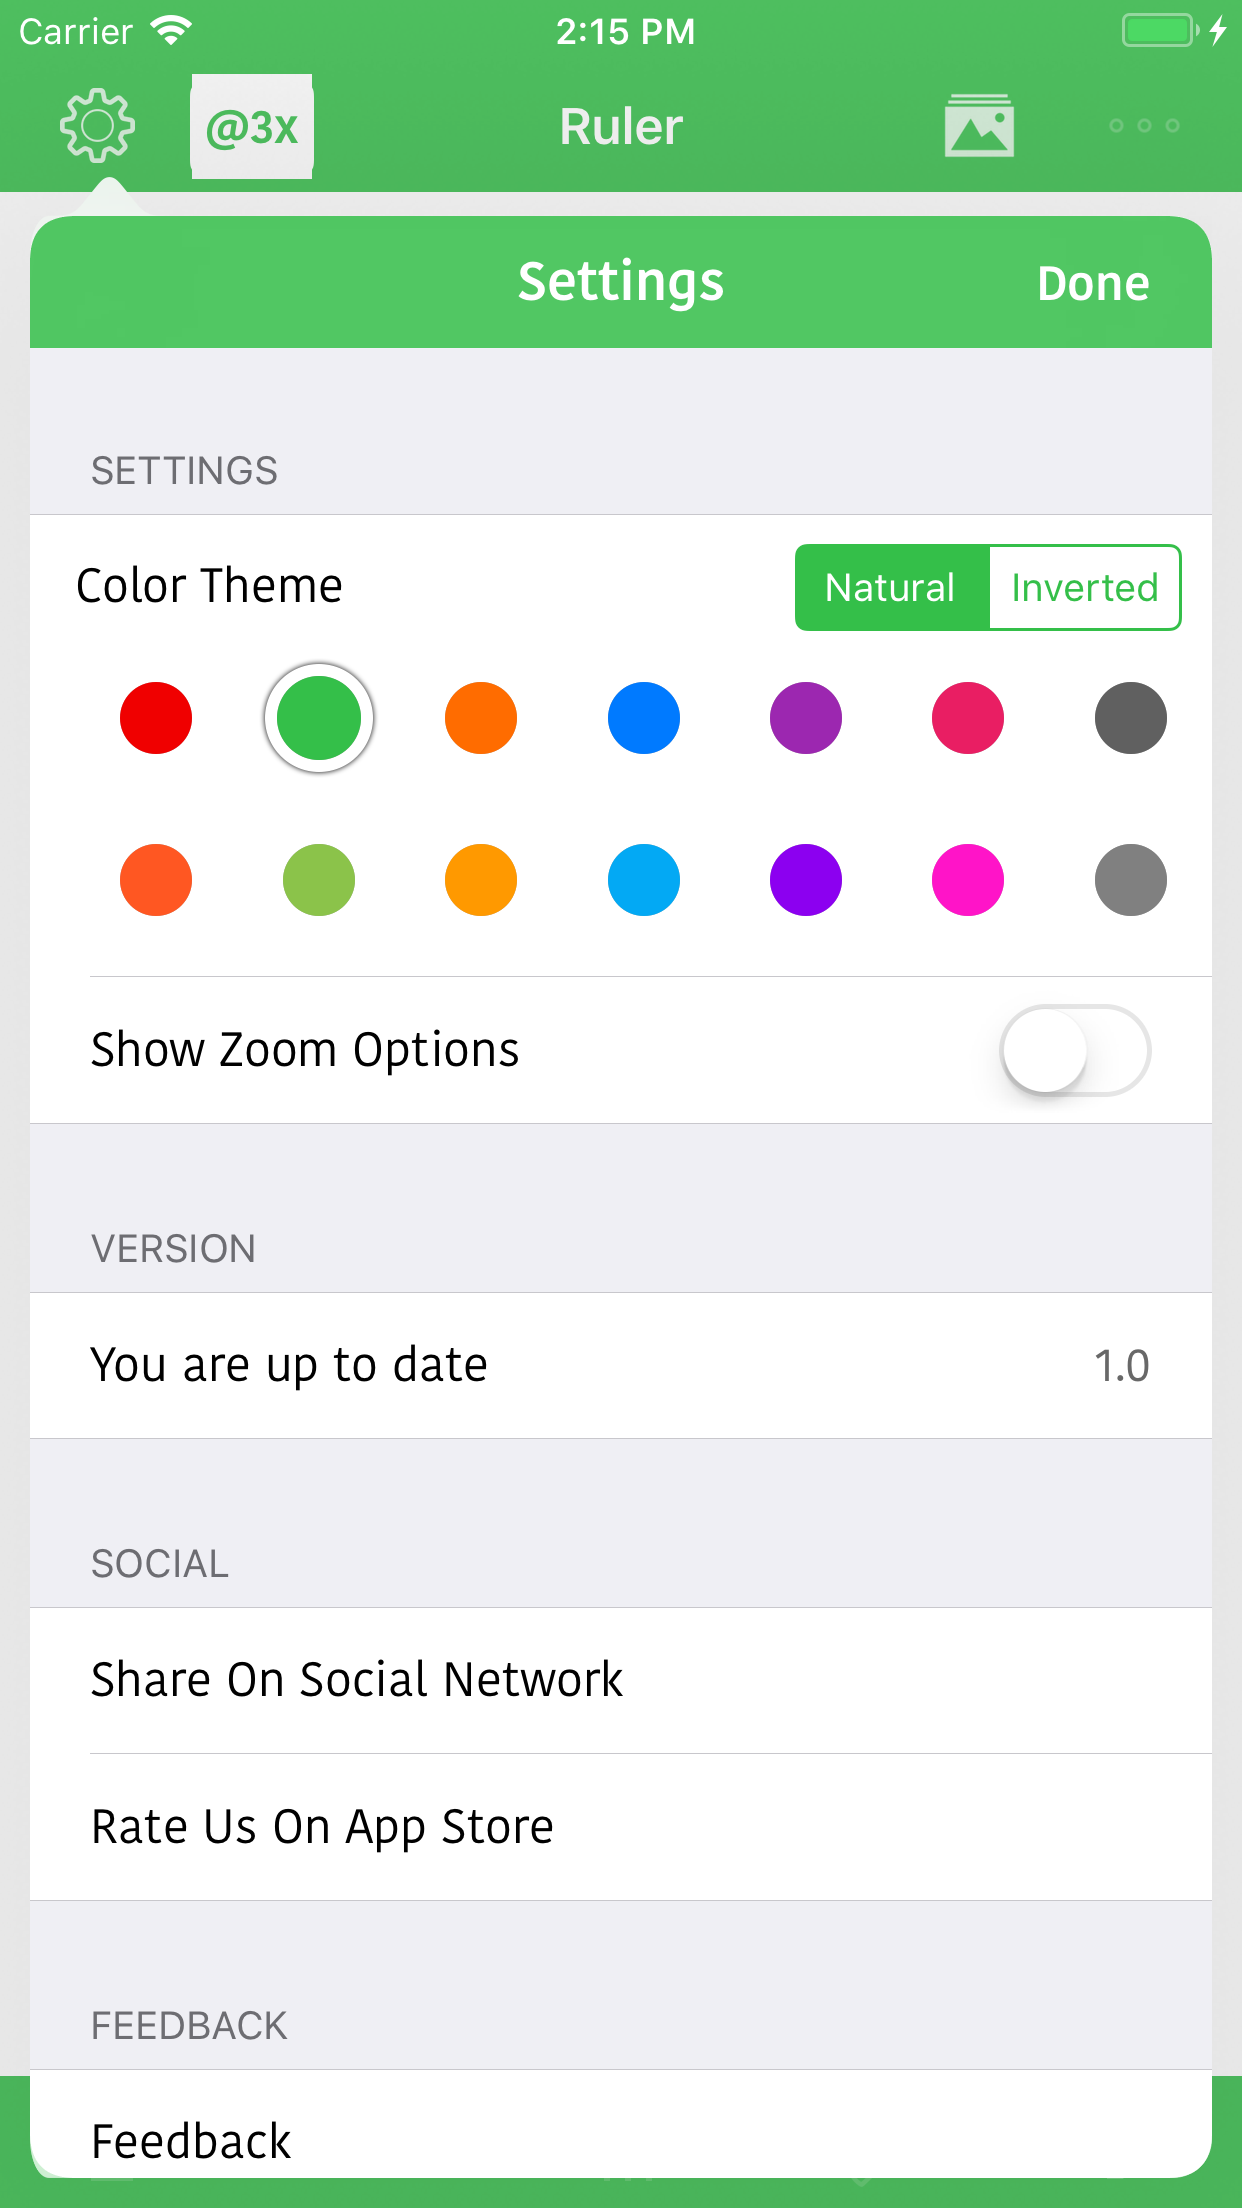 Carrier 2:15 PM
@3X Ruler
Settings Done
SETTINGS
Color Theme Natural Inverted
Show Zoom Options
VERSION
You are up to date 1.0
SOCIAL
Share On Social Network
Rate Us On App Store
FEEDBACK
Feedback